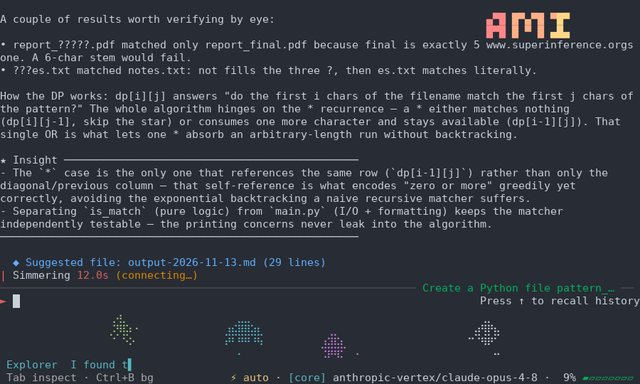 AMI
A couple of results worth verifying by eye:
• report_?????.pdf matched only report_final.pdf because final is exactly 5 www.superinference.orgs
one. A 6-char stem would fail.
• ???es.txt matched notes.txt: not fills the three ?, then es.txt matches literally.
How the DP works: dp[i][j] answers "do the first i chars of the filename match the first j chars of
the pattern?" The whole algorithm hinges on the * recurrence — a * either matches nothing
(dp[i][j-1], skip the star) or consumes one more character and stays available (dp[i-1][j]). That
single OR is what lets one * absorb an arbitrary-length run without backtracking.
★ Insight
- The `*` case is the only one that references the same row (`dp[i-1][j]`) rather than only the
diagonal/previous column — that self-reference is what encodes "zero or more" greedily yet
correctly, avoiding the exponential backtracking a naive recursive matcher suffers.
- Separating `is_match` (pure logic) from `main.py` (I/O + formatting) keeps the matcher
independently testable — the printing concerns never leak into the algorithm.
◆ Suggested file: output-2026-11-13.md (29 lines)
| Simmering 12.0s (connecting…)
Create a Python file pattern_…
► Press ↑ to recall history
Explorer I found t
Tab inspect · Ctrl+B bg ⚡ auto · [core] anthropic-vertex/claude-opus-4-8 · 9%